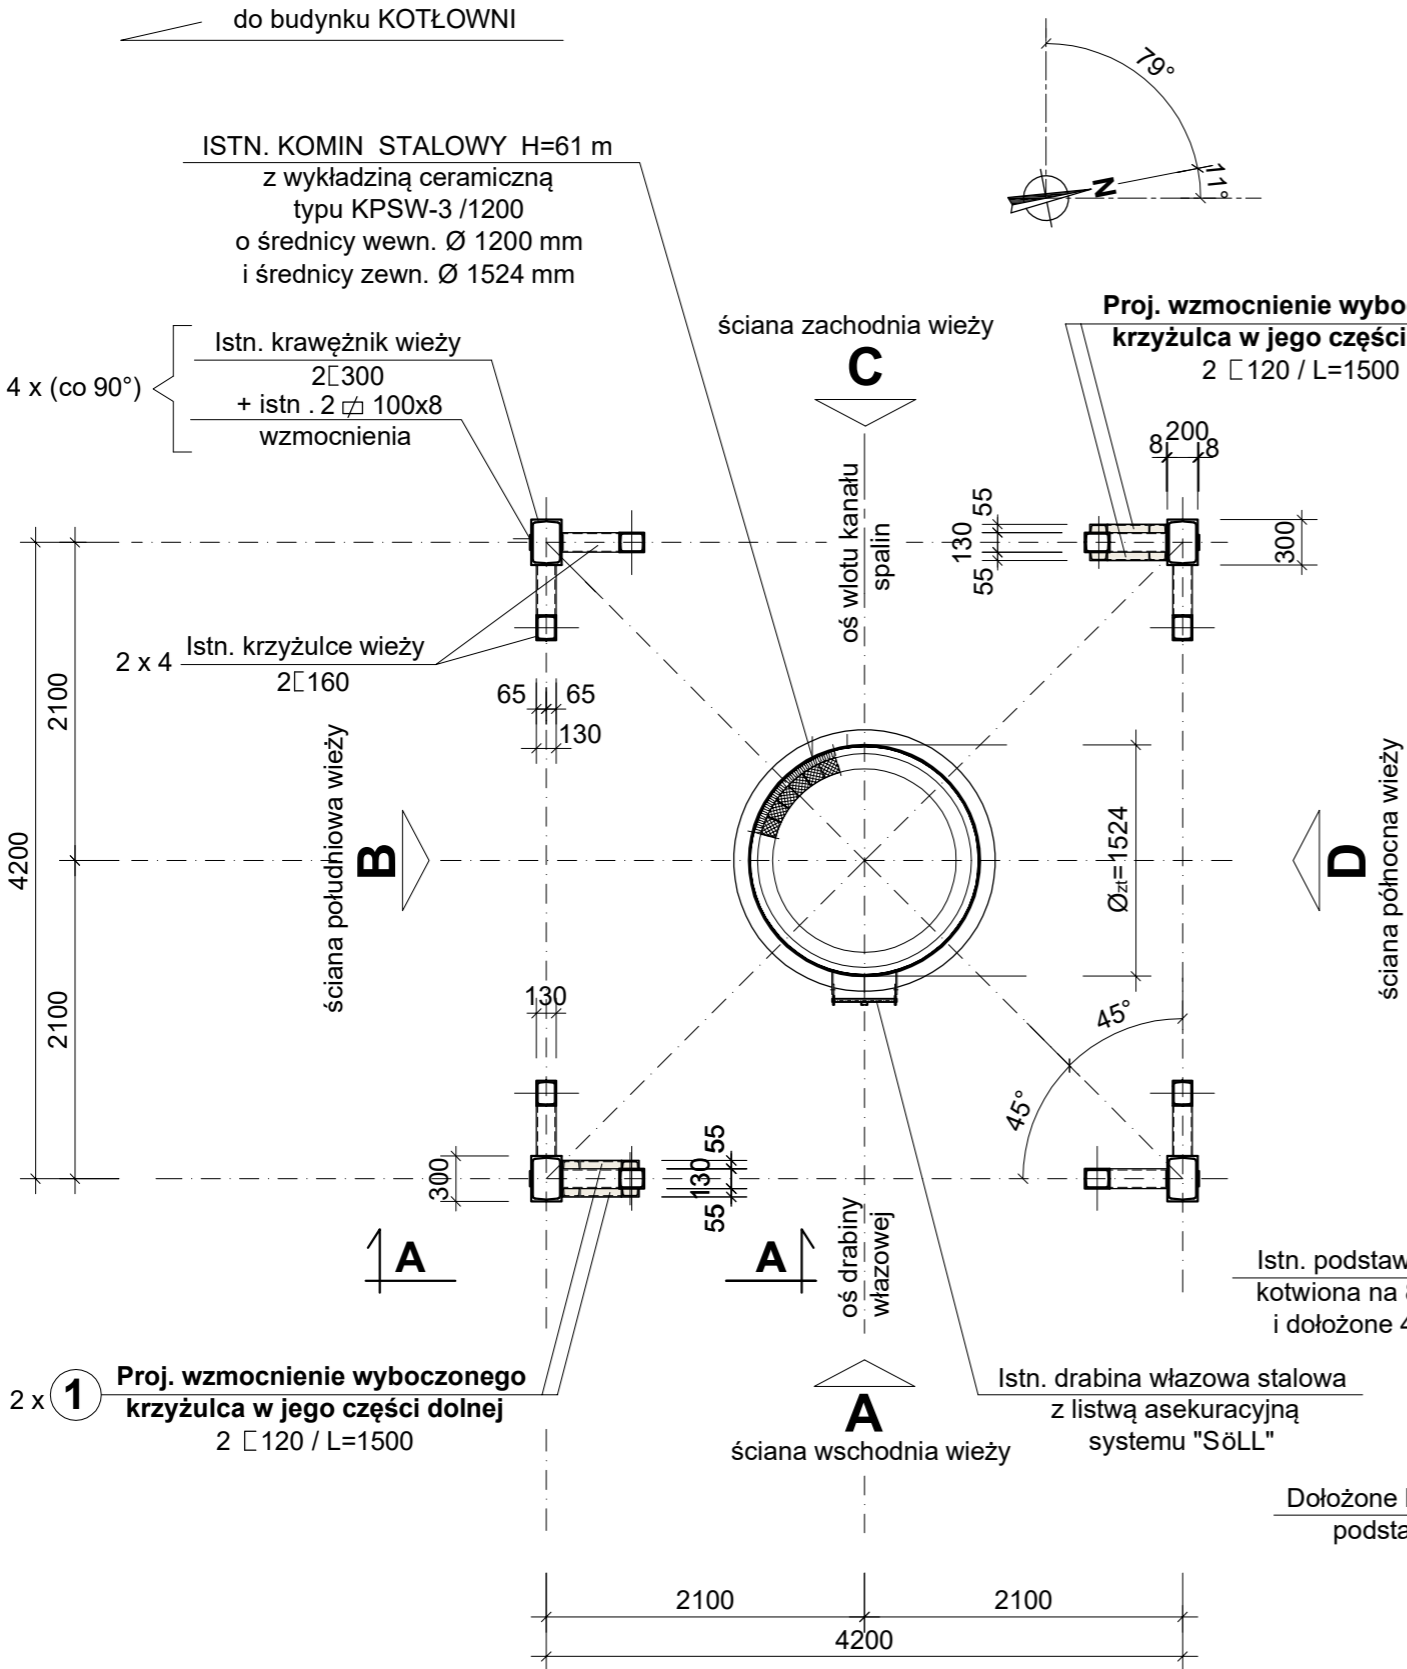 do budynku KOTŁOWNI
79°
11°
N
ISTN. KOMIN STALOWY H=61 m
z wykładziną ceramiczną
typu KPSW-3 /1200
o średnicy wewn. Ø 1200 mm
i średnicy zewn. Ø 1524 mm
4 x (co 90°)
Istn. krawężnik wieży
2[300
+ istn . 2 100x8
wzmocnienia
ściana zachodnia wieży
C
Proj. wzmocnienie wybo
krzyżulca w jego części
2 [120 / L=1500
8 200 8
55
130
55
300
oś wlotu kanału
spalin
2 x 4
Istn. krzyżulce wieży
2[160
65 65
130
2100
4200
2100
ściana południowa wieży
B
Øzt=1524
D
ściana północna wieży
130
45°
45°
300
55
130
55
A A
oś drabiny
włazowej
Istn. podstaw
kotwiona na
i dołożone 4
2 x 1
Proj. wzmocnienie wyboczonego
krzyżulca w jego części dolnej
2 [120 / L=1500
A
ściana wschodnia wieży
Istn. drabina włazowa stalowa
z listwą asekuracyjną
systemu "SöLL"
Dołożone
podsta
2100 2100
4200